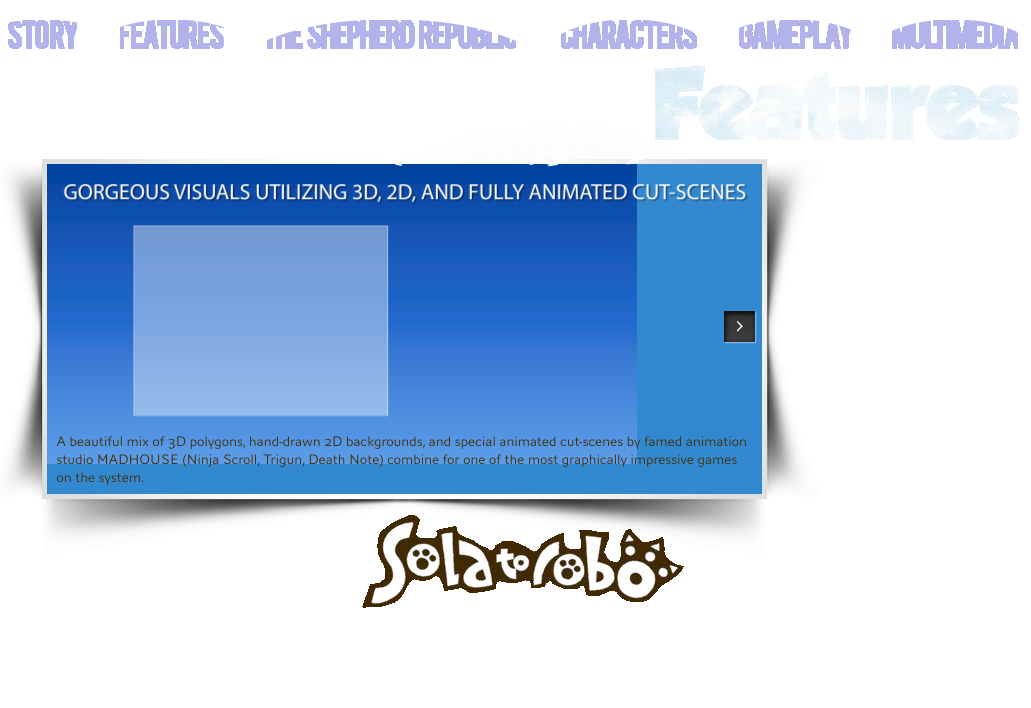 STORY FEATURES THE SHEPHERD REPUBLIC CHARACTERS GAMEPLAY MULTIMEDIA
Features
GORGEOUS VISUALS UTILIZING 3D, 2D, AND FULLY ANIMATED CUT-SCENES
A beautiful mix of 3D polygons, hand-drawn 2D backgrounds, and special animated cut-scenes by famed animation
studio MADHOUSE (Ninja Scroll, Trigun, Death Note) combine for one of the most graphically impressive games
on the system.
Solatorobo